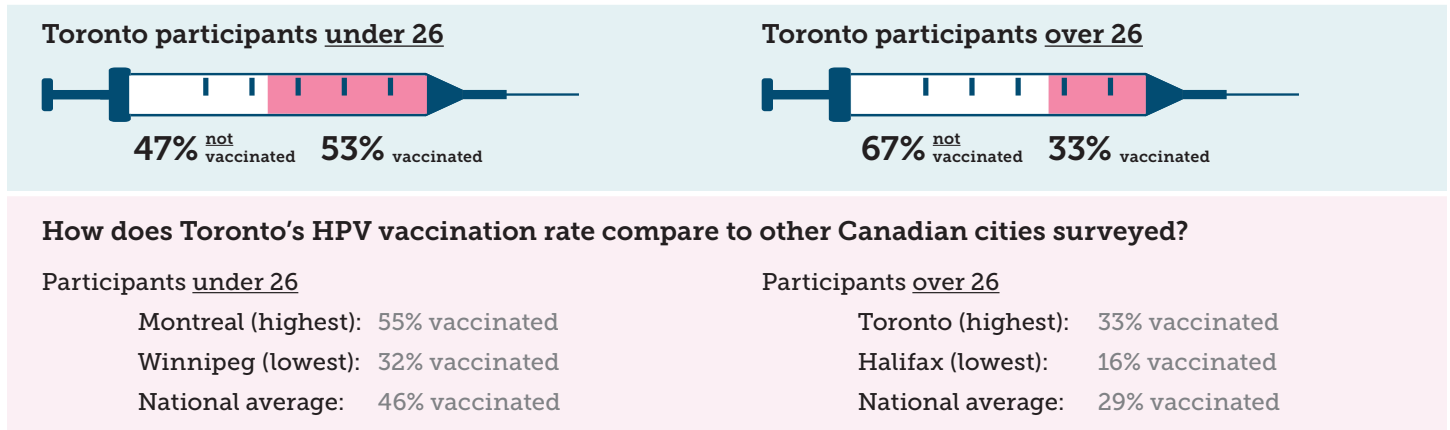 Toronto participants under 26
47% not vaccinated 53% vaccinated
Toronto participants over 26
67% not vaccinated 33% vaccinated
How does Toronto's HPV vaccination rate compare to other Canadian cities surveyed?
Participants under 26
Montreal (highest): 55% vaccinated
Winnipeg (lowest): 32% vaccinated
National average: 46% vaccinated
Participants over 26
Toronto (highest): 33% vaccinated
Halifax (lowest): 16% vaccinated
National average: 29% vaccinated